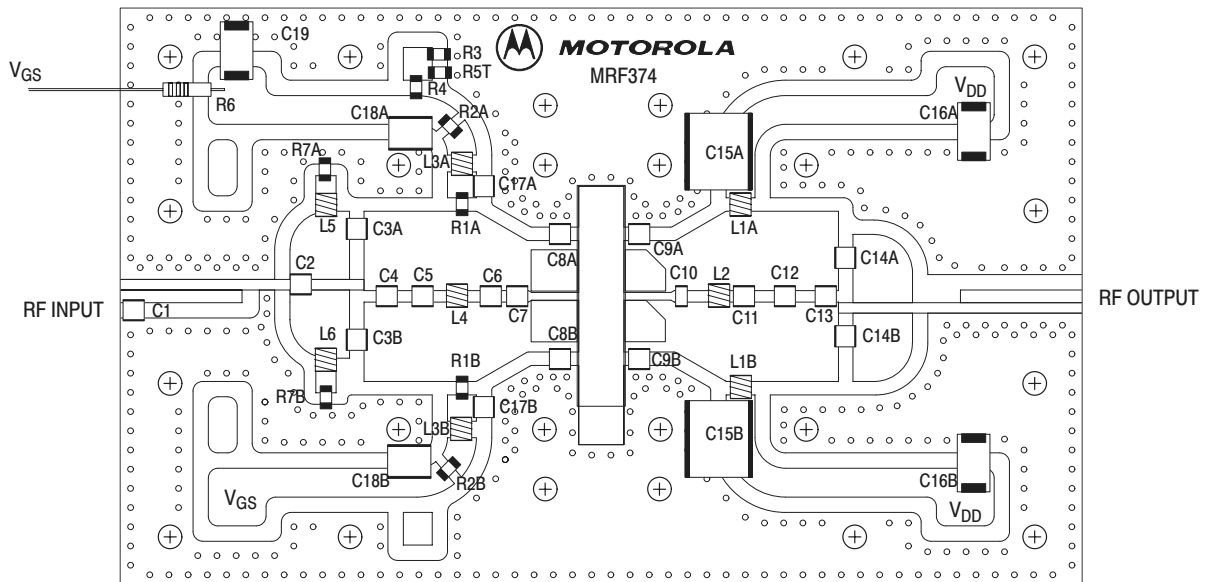 C19
MOTOROLA
MRF374
R3
R5T
R4
VGS
R6
VDD
C16A
C18A
R2A
C15A
R7A
L3A
C17A
L5
C3A
R1A
L1A
C8A
C9A
C14A
C2
C4
C5
C6
C10
L2
C12
RF INPUT
C1
L4
C7
C11
C13
RF OUTPUT
L6
C3B
C8B
C14B
R1B
C9B
L1B
R7B
C17B
L3B
C15B
C18B
R2B
C16B
VGS
VDD